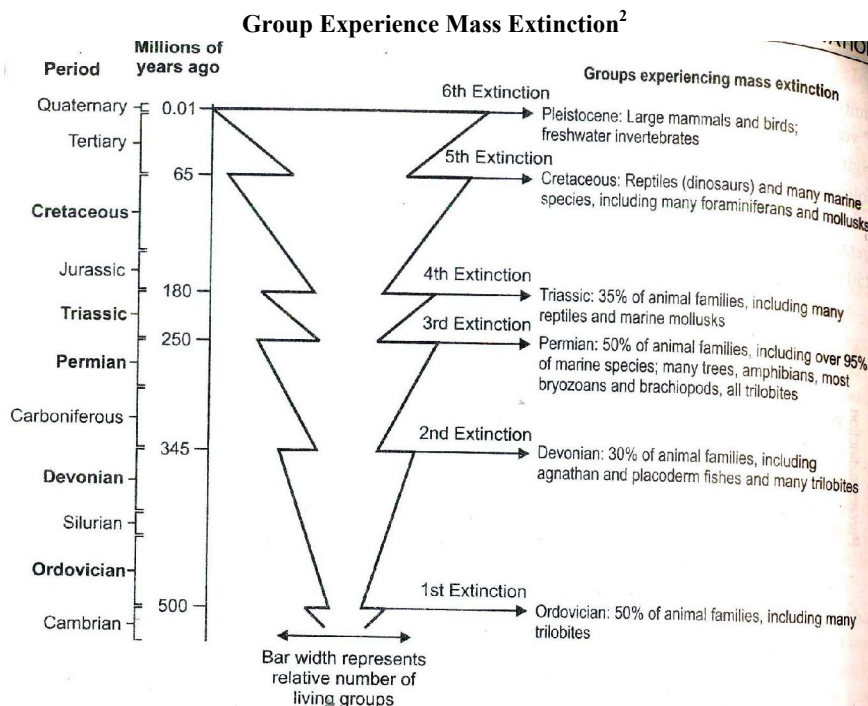 Group Experience Mass Extinction2
Millions of
years ago
Period
Groups experiencing mass extinction
Quaternary
0.01
6th Extinction
Pleistocene: Large mammals and birds;
freshwater invertebrates
Tertiary
65
5th Extinction
Cretaceous: Reptiles (dinosaurs) and many marine
species, including many foraminiferans and mollusks
Cretaceous
Jurassic
180
4th Extinction
Triassic: 35% of animal families, including many
reptiles and marine mollusks
Triassic
250
3rd Extinction
Permian: 50% of animal families, including over 95%
of marine species; many trees, amphibians, most
bryozoans and brachiopods, all trilobites
Permian
Carboniferous
345
2nd Extinction
Devonian: 30% of animal families, including
agnathan and placoderm fishes and many trilobites
Devonian
Silurian
Ordovician
500
1st Extinction
Ordovician: 50% of animal families, including many
trilobites
Cambrian
Bar width represents
relative number of
living groups